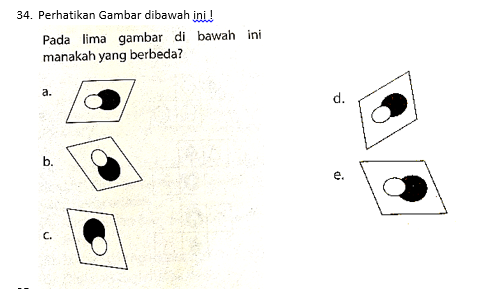 34. Perhatikan Gambar dibawah ini !
Pada lima gambar di bawah ini
manakah yang berbeda?
a.
b.
c.
d.
e.